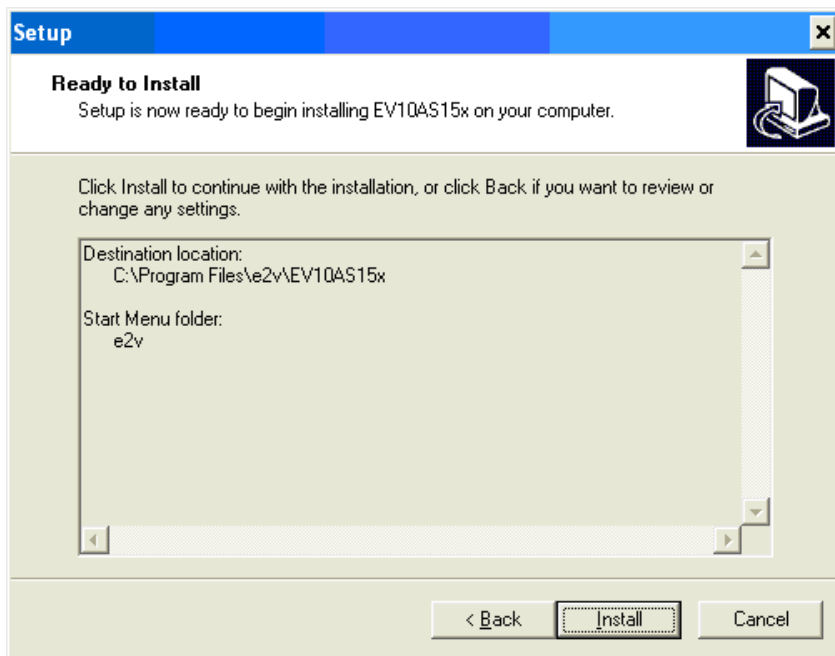 Setup
Ready to Install
Setup is now ready to begin installing EV10AS15x on your computer.
Click Install to continue with the installation, or click Back if you want to review or
change any settings.
Destination location:
C:\Program Files\e2v\EV10AS15x
Start Menu folder:
e2v
< Back Install Cancel